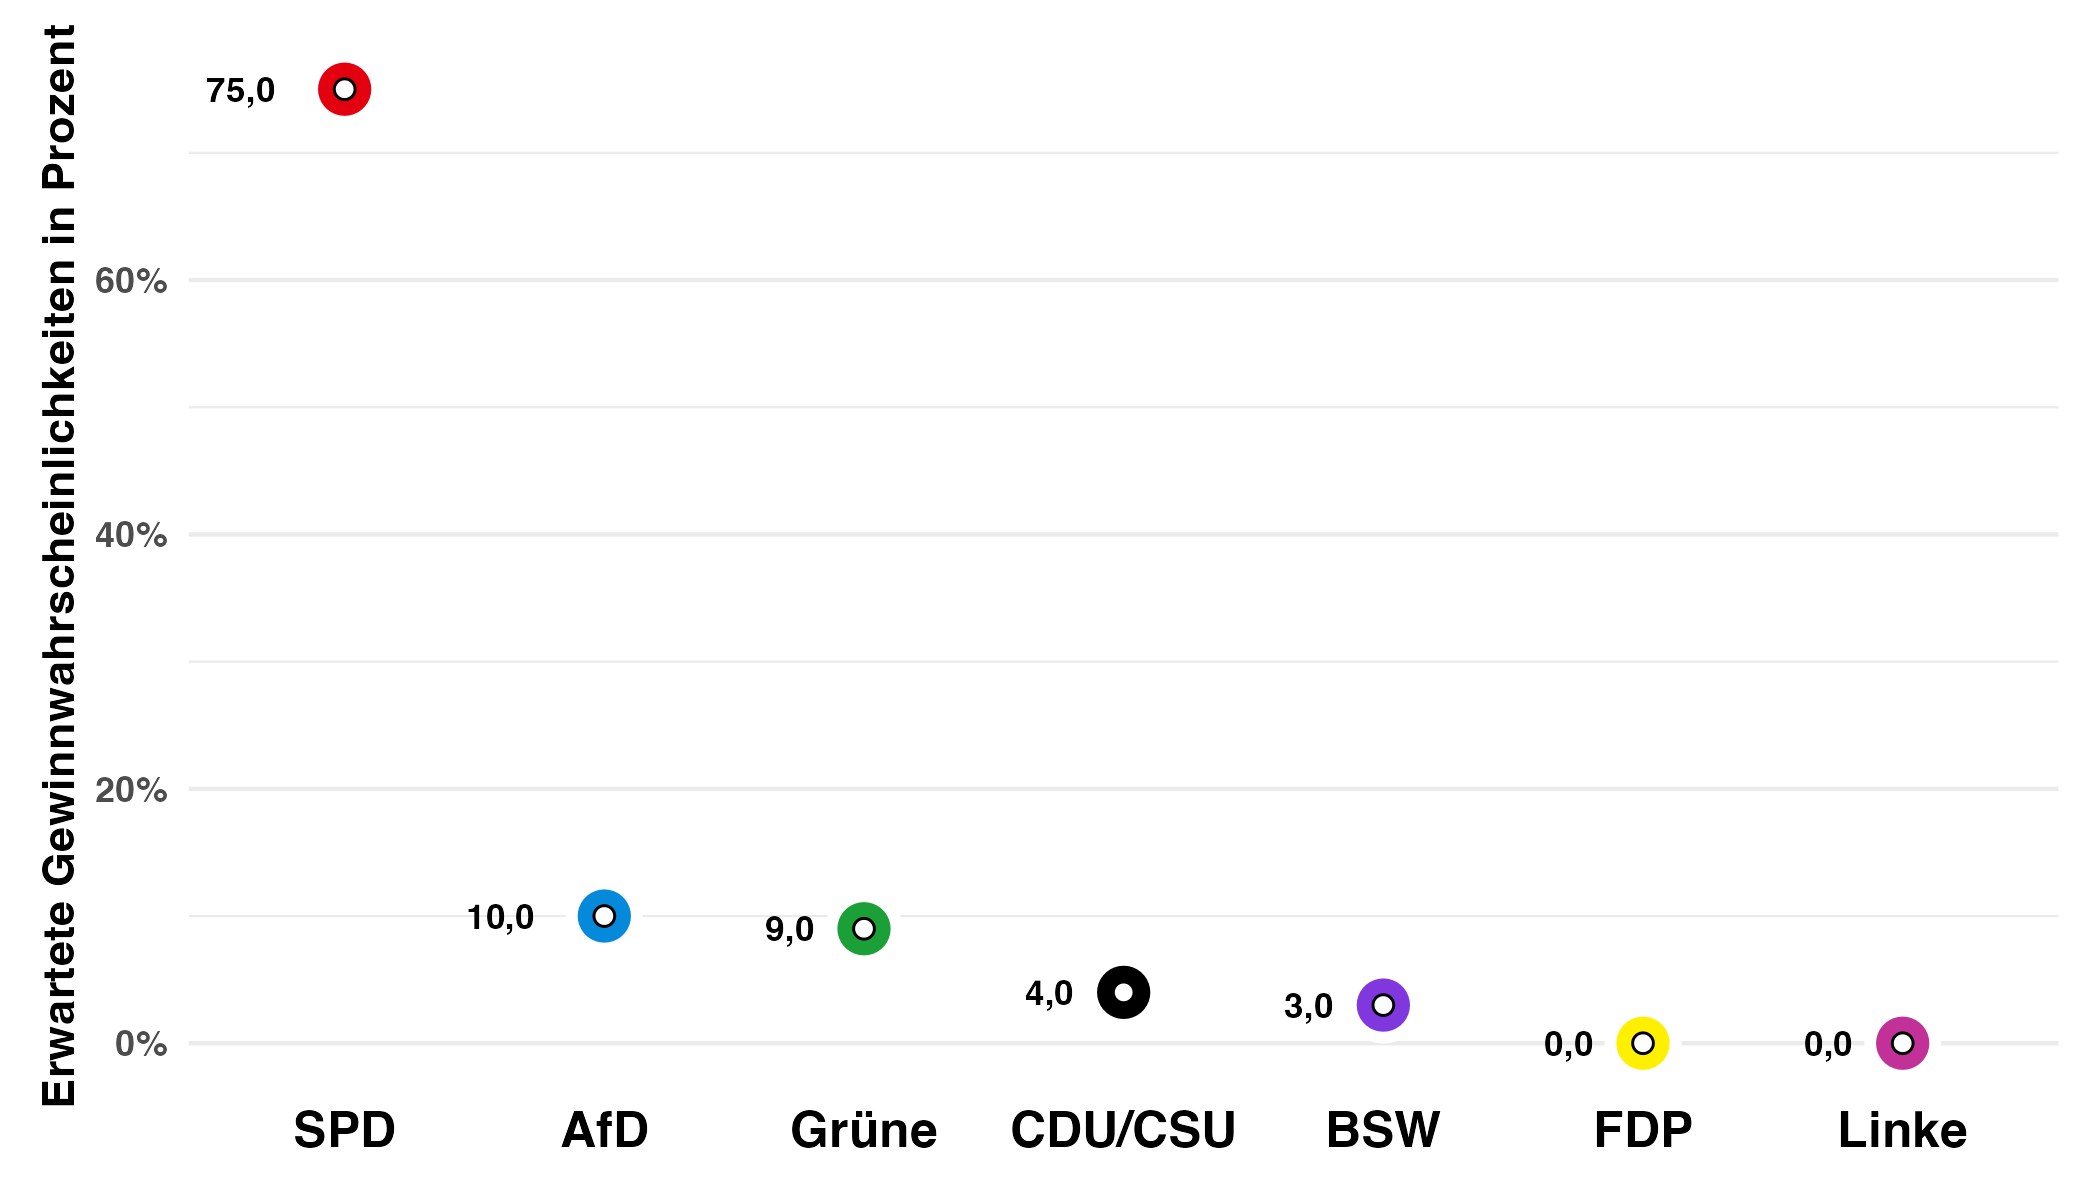 Erwartete Gewinnwahrscheinlichkeiten in Prozent
60%
40%
20%
0%
75,0
10,0
9,0
4,0
3,0
0,0
0,0
SPD
AfD
Grüne
CDU/CSU
BSW
FDP
Linke